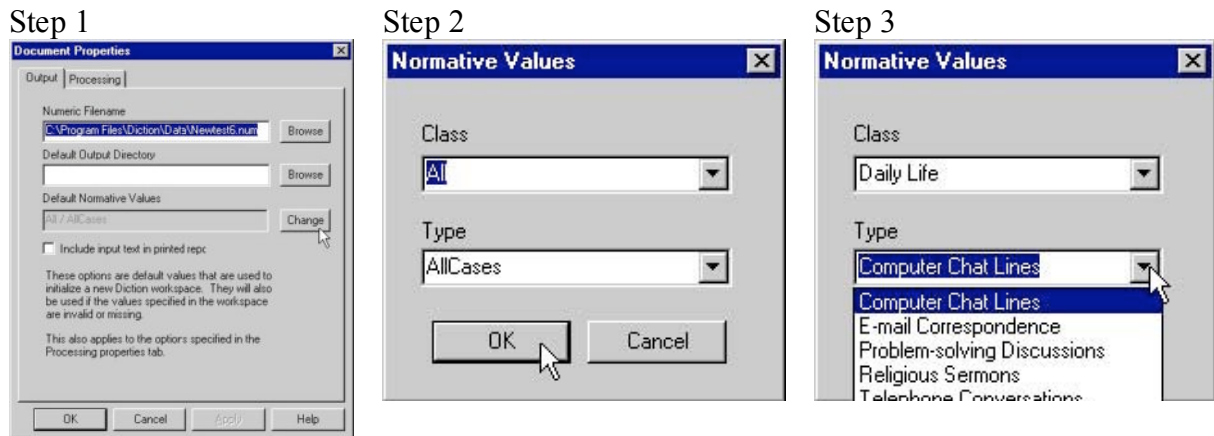 Step 1
Document Properties
Output
Processing
Numeric Filename
C:\Program Files\Diction\Data\Newtest6.num
Browse
Default Output Directory
Browse
Default Normative Values
All / AllCases
Change
Include input text in printed repc
These options are default values that are used to
initialize a new Diction workspace. They will also
be used if the values specified in the workspace
are invalid or missing.
This also applies to the options specified in the
Processing properties tab.
OK
Cancel
Apply
Help
Step 2
Normative Values
Class
All
Type
AllCases
OK
Cancel
Step 3
Normative Values
Class
Daily Life
Type
Computer Chat Lines
Computer Chat Lines
E-mail Correspondence
Problem-solving Discussions
Religious Sermons
Telephone Conversations